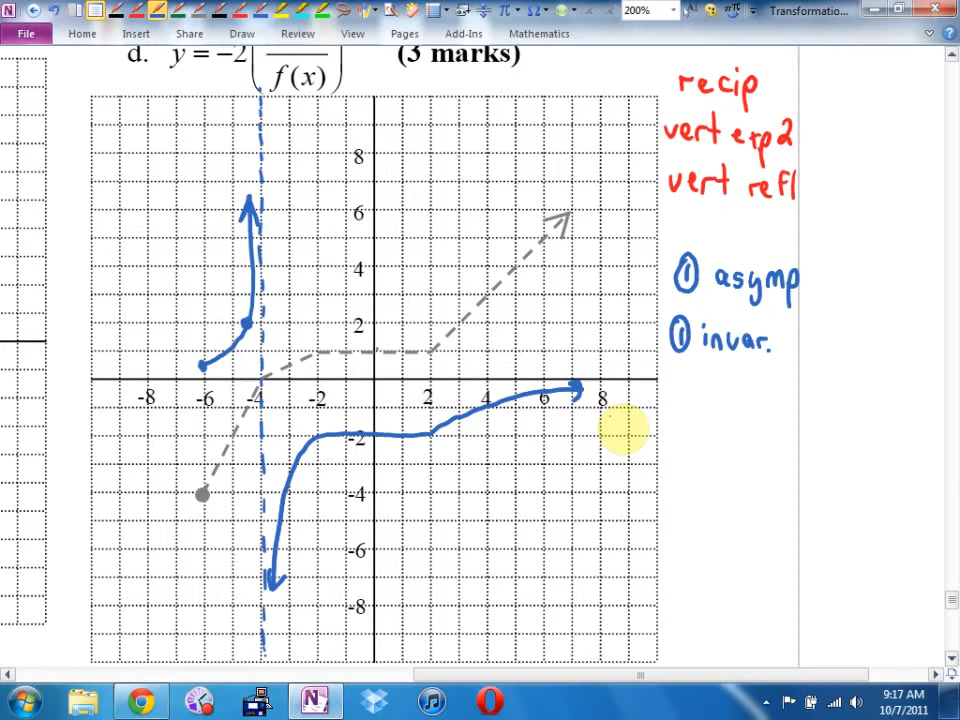 200%
Transformatio...
File Home Insert Share Draw Review View Pages Add-Ins Mathematics
d. y = −2( / f(x) ) (3 marks)
recip
vert exp 2
vert refl
① asymp
① invar.
8
6
4
2
-8 -6 -4 -2 2 4 6 8
-2
-4
-6
-8
9:17 AM
10/7/2011